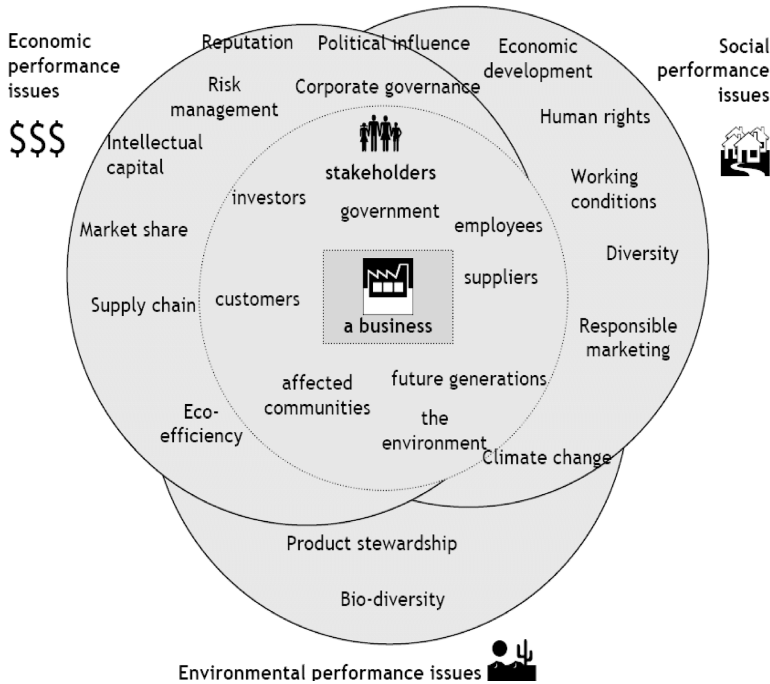 Economic
performance
issues
$$$
Social
performance
issues
Reputation
Political influence
Economic
development
Risk
management
Corporate governance
Human rights
Intellectual
capital
stakeholders
Working
conditions
investors
government
employees
Market share
Diversity
suppliers
Supply chain
customers
a business
Responsible
marketing
affected
communities
future generations
Eco-
efficiency
the
environment
Climate change
Product stewardship
Bio-diversity
Environmental performance issues